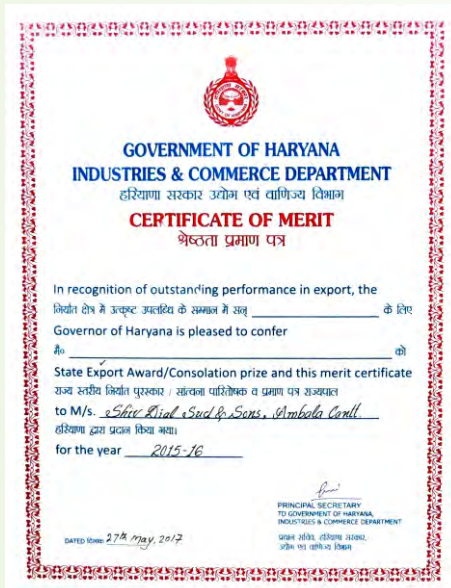 GOVERNMENT OF HARYANA
INDUSTRIES & COMMERCE DEPARTMENT
हरियाणा सरकार उद्योग एवं वाणिज्य विभाग
CERTIFICATE OF MERIT
श्रेष्ठता प्रमाण पत्र
In recognition of outstanding performance in export, the
निर्यात क्षेत्र में उत्कृष्ट उपलब्धि के सम्मान में सन् के लिए
Governor of Haryana is pleased to confer
मै० को
State Export Award/Consolation prize and this merit certificate
राज्य स्तरीय निर्यात पुरस्कार / सांत्वना पारितोषक व प्रमाण पत्र राज्यपाल
to M/s. Shiv Dial Sud & Sons, Ambala Cantt.
हरियाणा द्वारा प्रदान किया गया।
for the year 2015-16
PRINCIPAL SECRETARY
TO GOVERNMENT OF HARYANA,
INDUSTRIES & COMMERCE DEPARTMENT
DATED 27th May, 2017
प्रधान सचिव, हरियाणा सरकार,
उद्योग एवं वाणिज्य विभाग